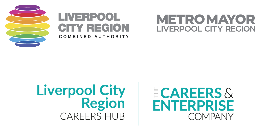 LIVERPOOL
CITY REGION
COMBINED AUTHORITY
METRO MAYOR
LIVERPOOL CITY REGION
Liverpool City
Region
CAREERS HUB
THE CAREERS &
ENTERPRISE
COMPANY